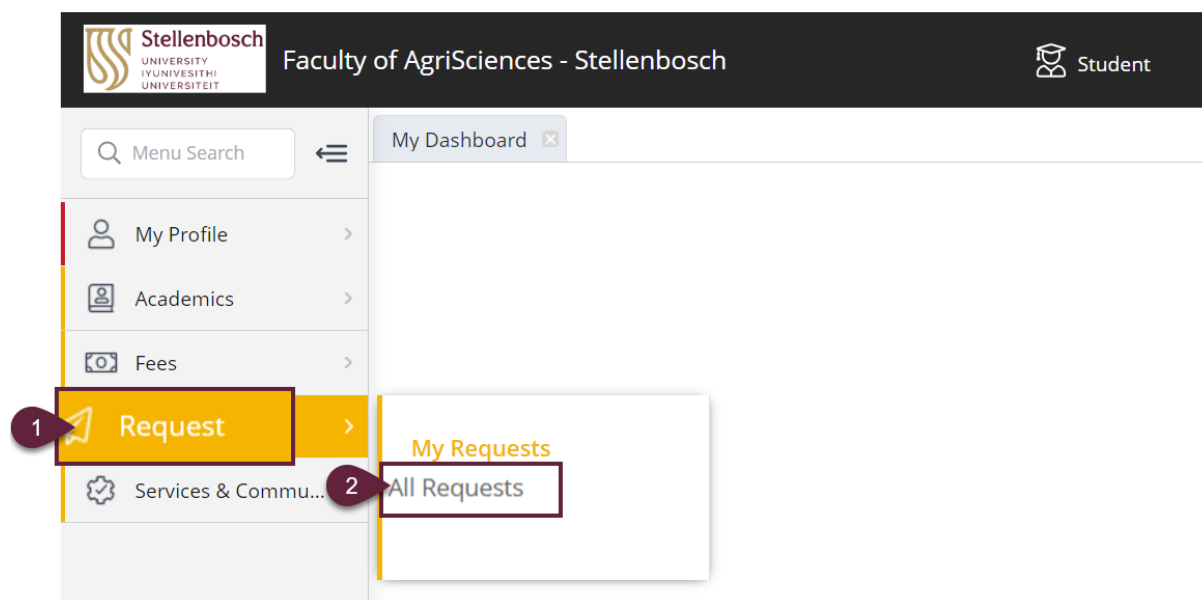 Stellenbosch
UNIVERSITY
IYUNIVESITHI
UNIVERSITEIT
Faculty of AgriSciences - Stellenbosch
Student
Menu Search
My Dashboard
My Profile
Academics
Fees
1
Request
My Requests
Services & Commu...
2
All Requests